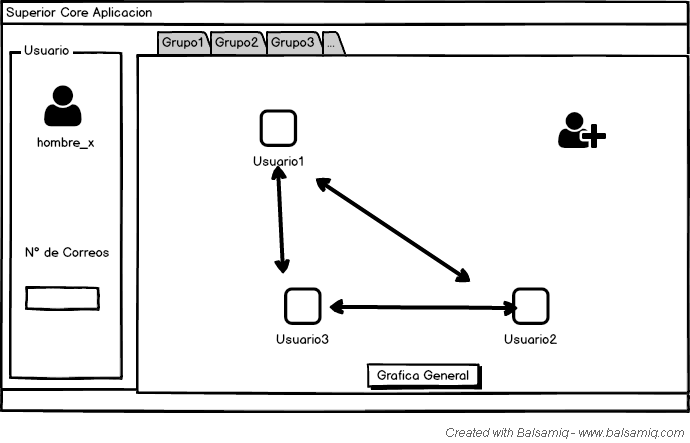 Superior Core Aplicacion
Usuario
hombre_x
N° de Correos
Grupo1 Grupo2 Grupo3 ...
Usuario1
Usuario3
Usuario2
Grafica General
Created with Balsamiq - www.balsamiq.com